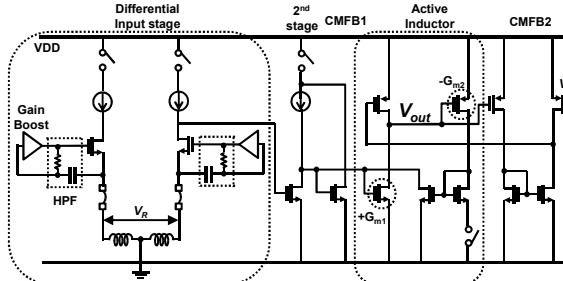 Differential
Input stage
2nd
stage
CMFB1
Active
Inductor
CMFB2
VDD
Gain
Boost
HPF
VR
Vout
-Gm2
+Gm1